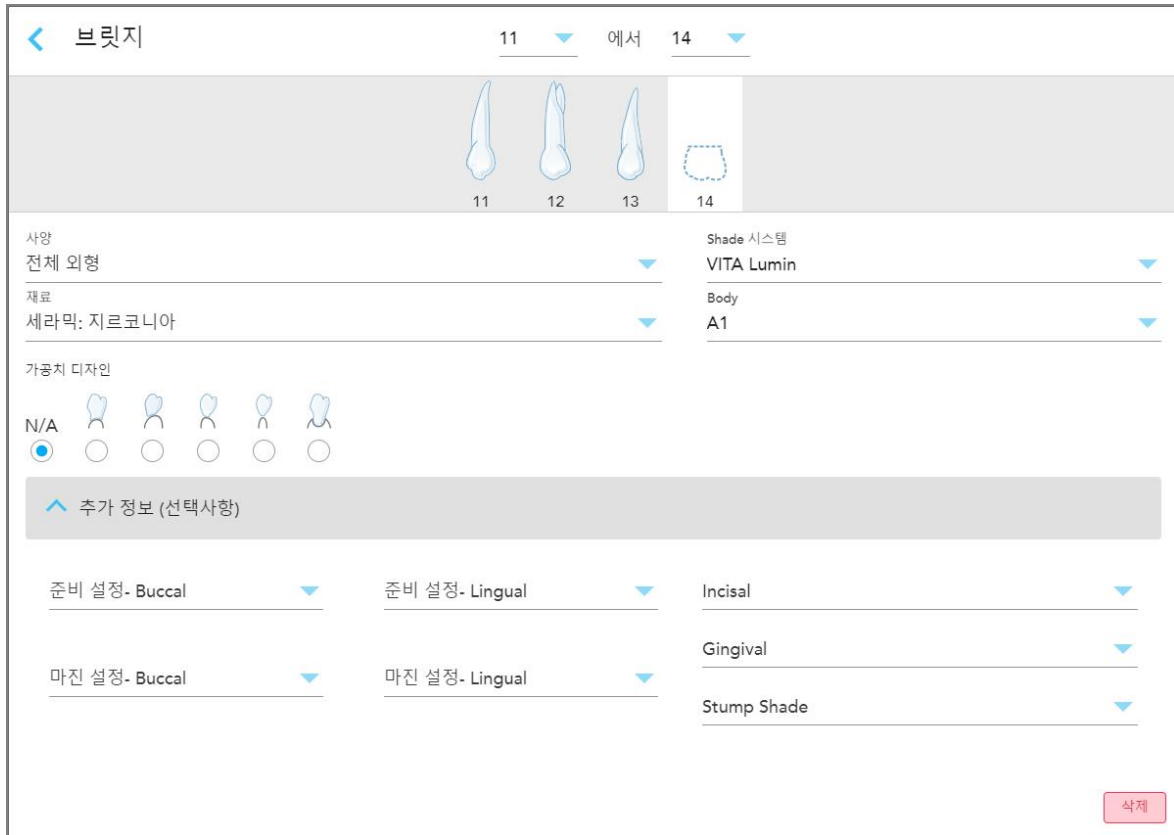 브릿지
11 에서 14
11 12 13 14
사양
전체 외형
Shade 시스템
VITA Lumin
재료
세라믹: 지르코니아
Body
A1
가공치 디자인
N/A
추가 정보 (선택사항)
준비 설정- Buccal
준비 설정- Lingual
Incisal
Gingival
마진 설정- Buccal
마진 설정- Lingual
Stump Shade
삭제